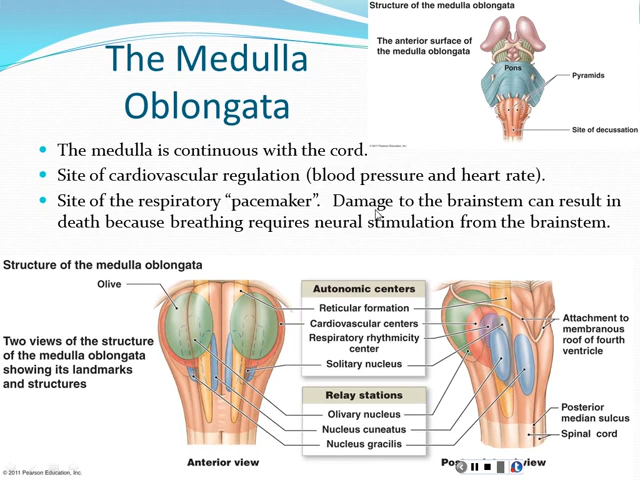 Structure of the medulla oblongata
The anterior surface of
the medulla oblongata
Pons
Pyramids
Site of decussation
© 2011 Pearson Education, Inc.
The Medulla
Oblongata
• The medulla is continuous with the cord.
• Site of cardiovascular regulation (blood pressure and heart rate).
• Site of the respiratory “pacemaker”. Damage to the brainstem can result in
death because breathing requires neural stimulation from the brainstem.
Structure of the medulla oblongata
Olive
Two views of the structure
of the medulla oblongata
showing its landmarks
and structures
Autonomic centers
Reticular formation
Cardiovascular centers
Respiratory rhythmicity
center
Solitary nucleus
Relay stations
Olivary nucleus
Nucleus cuneatus
Nucleus gracilis
Attachment to
membranous
roof of fourth
ventricle
Posterior
median sulcus
Spinal cord
Anterior view
view
© 2011 Pearson Education, Inc.